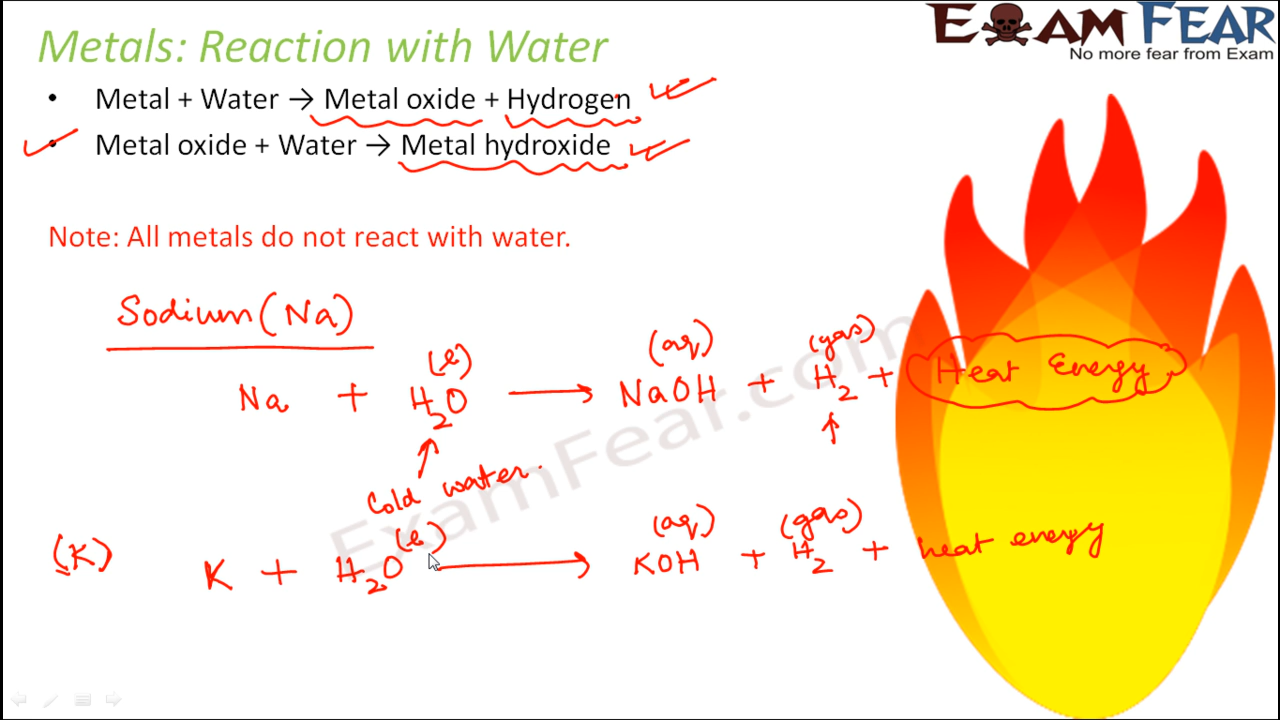 EXAM FEAR
No more fear from Exam
Metals: Reaction with Water
• Metal + Water → Metal oxide + Hydrogen
• Metal oxide + Water → Metal hydroxide
Note: All metals do not react with water.
Sodium (Na)
Na + H2O (l) → NaOH (aq) + H2 (gas) + Heat Energy
↑ ↑
Cold water.
(K) K + H2O (l) → KOH (aq) + H2 (gas) + heat energy
ExamFear.com